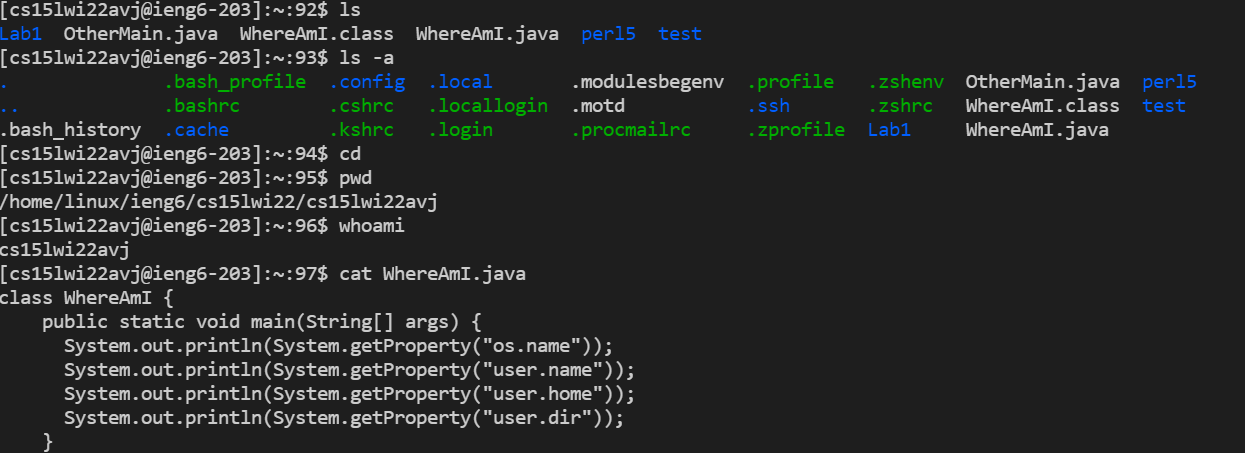 [cs15lwi22avj@ieng6-203]:~:92$ ls
Lab1  OtherMain.java  WhereAmI.class  WhereAmI.java  perl5  test
[cs15lwi22avj@ieng6-203]:~:93$ ls -a
.              .bash_profile  .config  .local       .modulesbegenv  .profile   .zshenv  OtherMain.java  perl5
..             .bashrc        .cshrc   .locallogin  .motd           .ssh       .zshrc   WhereAmI.class  test
.bash_history  .cache         .kshrc   .login       .procmailrc     .zprofile  Lab1     WhereAmI.java
[cs15lwi22avj@ieng6-203]:~:94$ cd
[cs15lwi22avj@ieng6-203]:~:95$ pwd
/home/linux/ieng6/cs15lwi22/cs15lwi22avj
[cs15lwi22avj@ieng6-203]:~:96$ whoami
cs15lwi22avj
[cs15lwi22avj@ieng6-203]:~:97$ cat WhereAmI.java
class WhereAmI {
    public static void main(String[] args) {
      System.out.println(System.getProperty("os.name"));
      System.out.println(System.getProperty("user.name"));
      System.out.println(System.getProperty("user.home"));
      System.out.println(System.getProperty("user.dir"));
    }